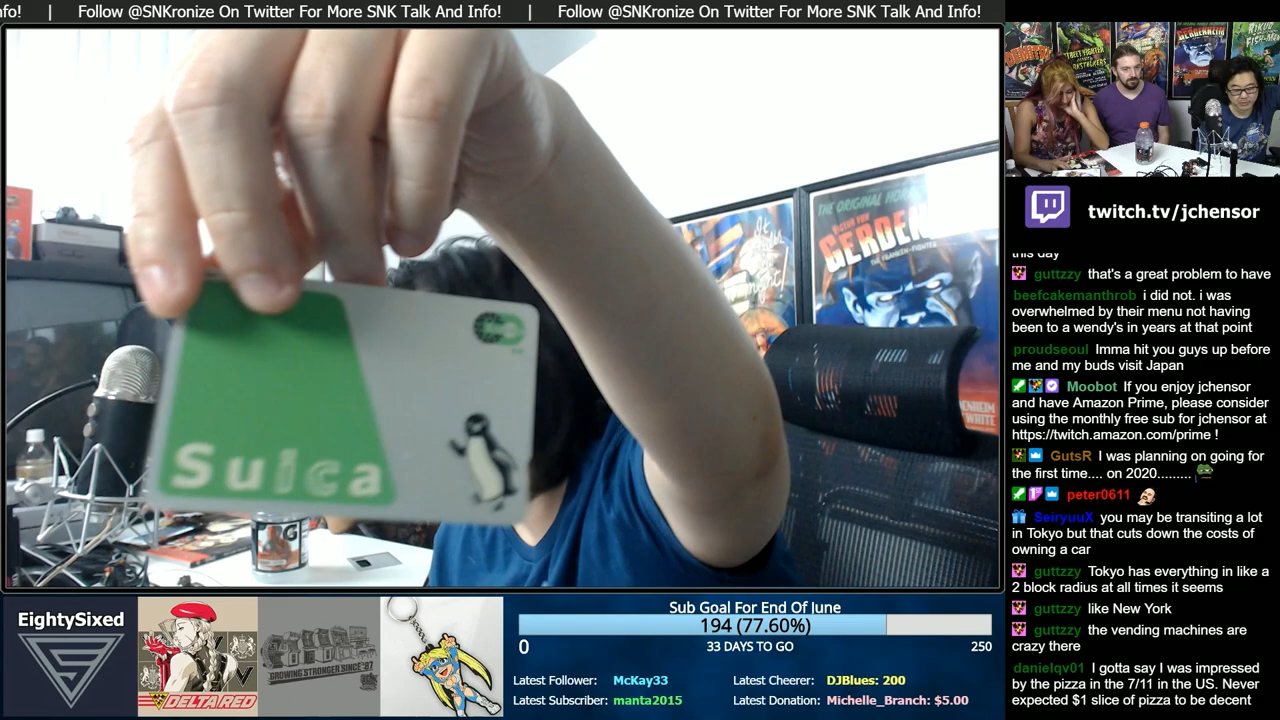 fo!
|
Follow @SNKronize On Twitter For More SNK Talk And Info!
|
Follow @SNKronize On Twitter For More SNK Talk And Info!
THE ORIGINAL
GERDEN
Suica
twitch.tv/jchensor
this day
guttzzy that's a great problem to have
beefcakemanthrob i did not. i was
overwhelmed by their menu not having
been to a wendy's in years at that point
proudseoul Imma hit you guys up before
me and my buds visit Japan
Moobot If you enjoy jchensor
and have Amazon Prime, please consider
using the monthly free sub for jchensor at
https://twitch.amazon.com/prime !
GutsR I was planning on going for
the first time.... on 2020.........
peter0611
SeiryuuX you may be transiting a lot
in Tokyo but that cuts down the costs of
owning a car
guttzzy Tokyo has everything in like a
2 block radius at all times it seems
guttzzy like New York
guttzzy the vending machines are
crazy there
danielqv01 I gotta say I was impressed
by the pizza in the 7/11 in the US. Never
expected $1 slice of pizza to be decent
EightySixed
DELTA RED
GROWING STRONGER SINCE '87
Sub Goal For End Of June
194 (77.60%)
0
33 DAYS TO GO
250
Latest Follower: McKay33
Latest Cheerer: DJBlues: 200
Latest Subscriber: manta2015
Latest Donation: Michelle_Branch: $5.00